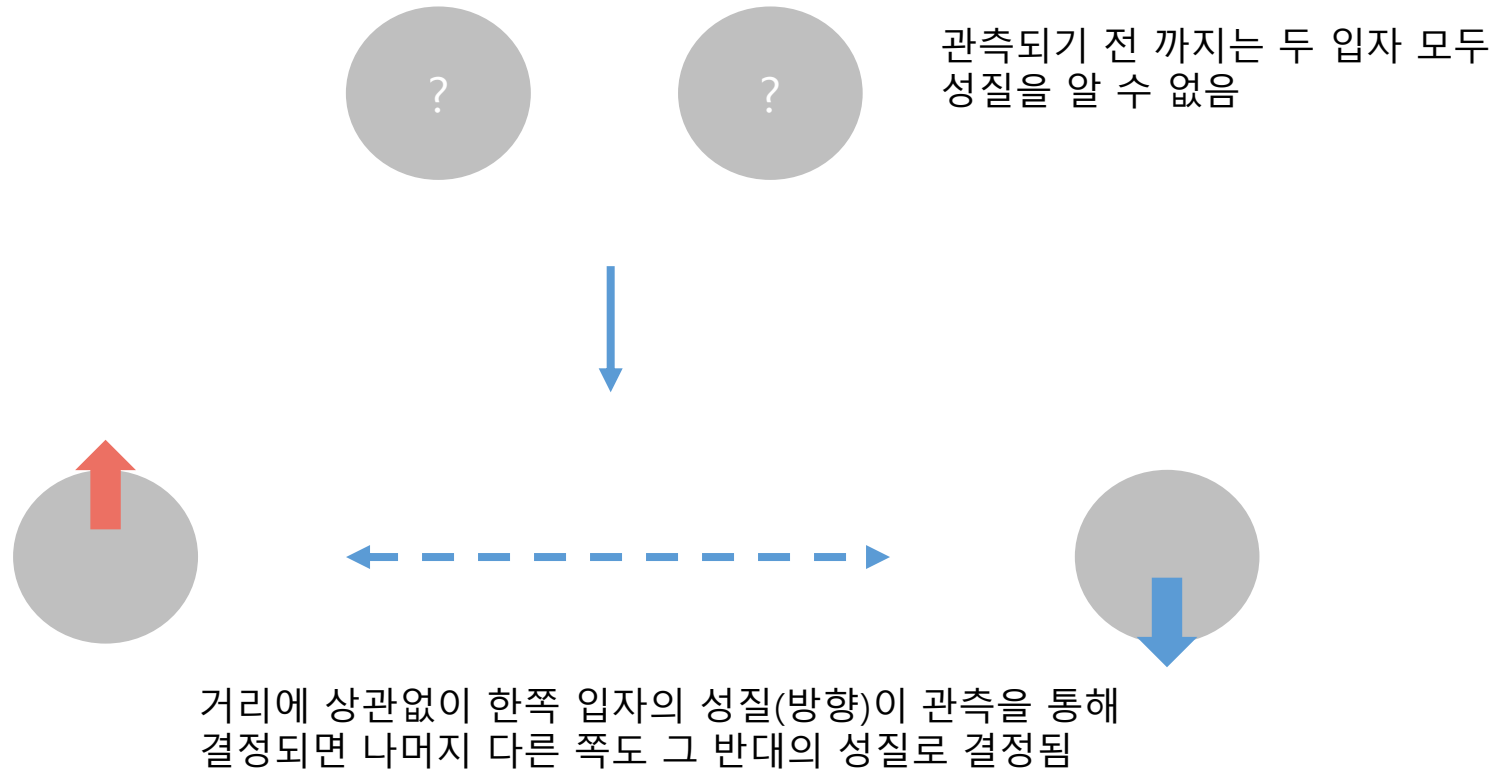 ? ?
관측되기 전 까지는 두 입자 모두
성질을 알 수 없음
거리에 상관없이 한쪽 입자의 성질(방향)이 관측을 통해
결정되면 나머지 다른 쪽도 그 반대의 성질로 결정됨